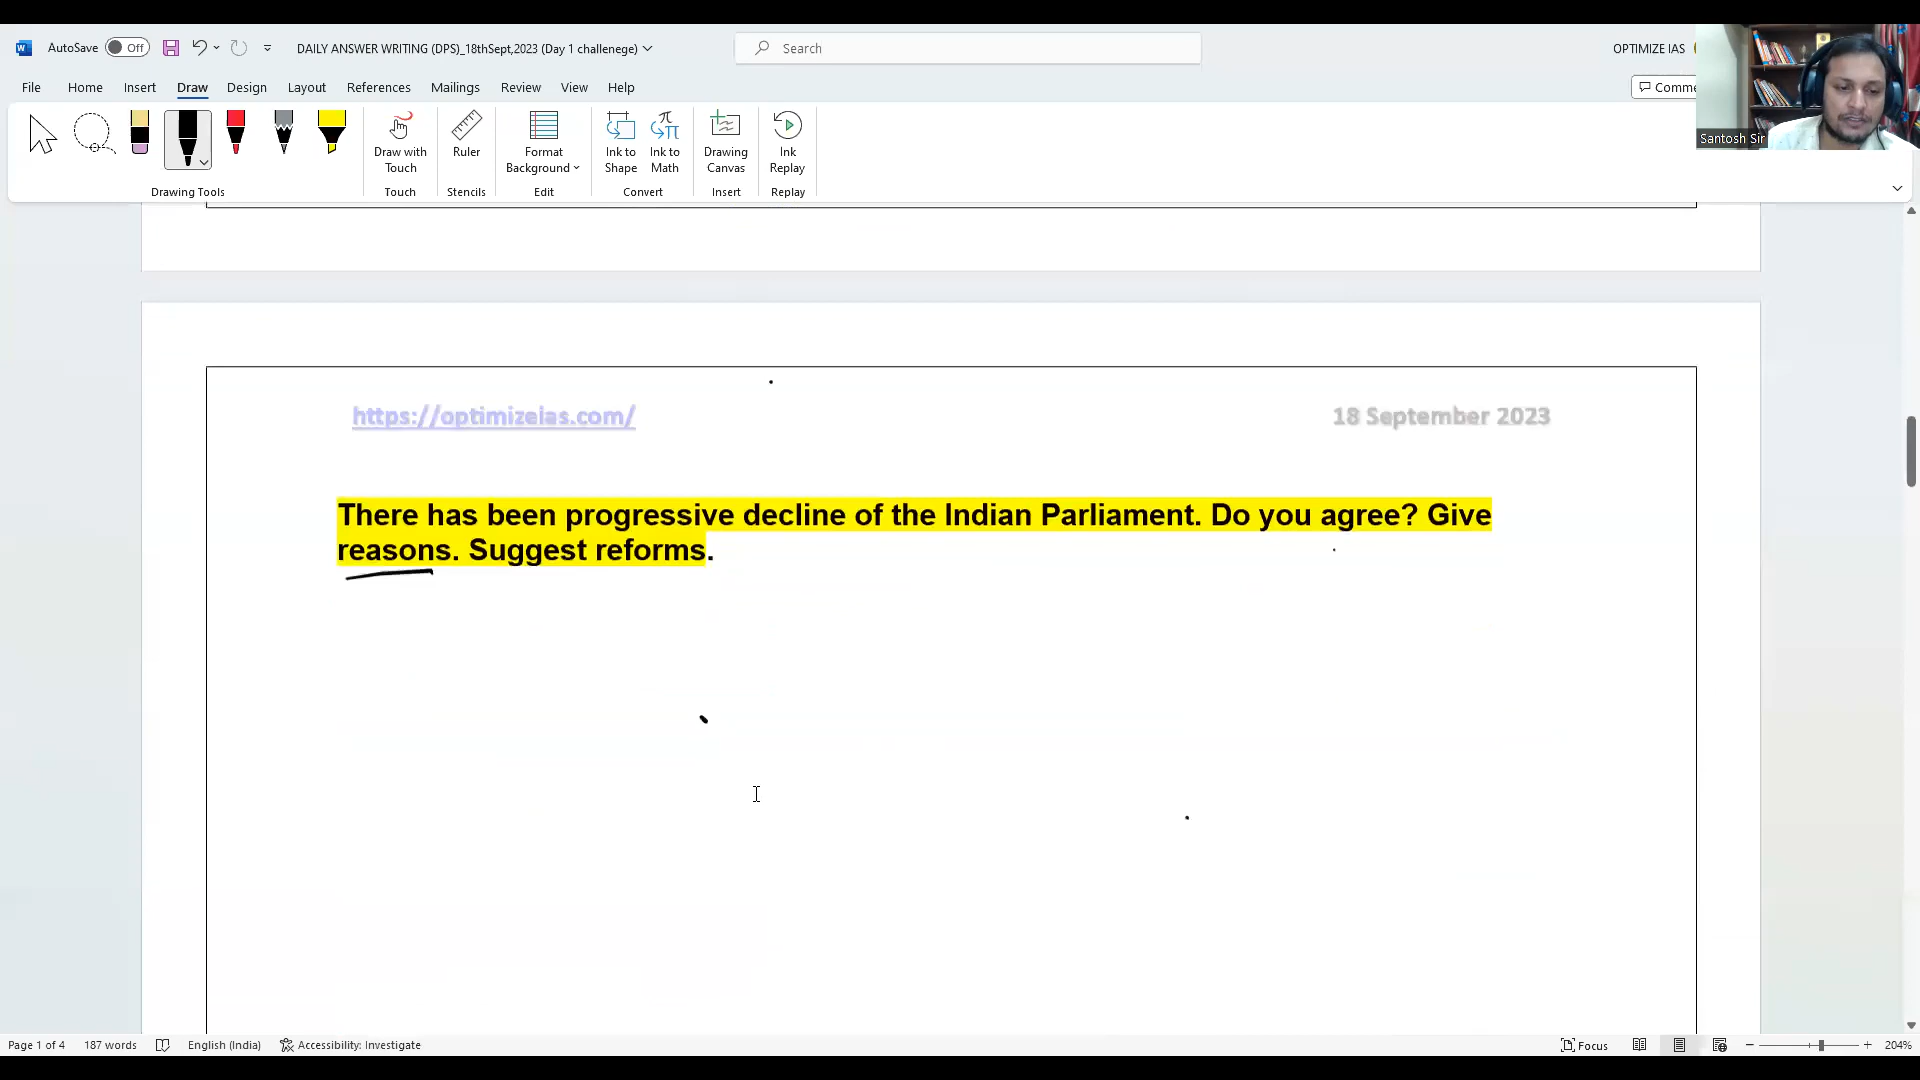 AutoSave Off DAILY ANSWER WRITING (DPS)_18thSept,2023 (Day 1 challenege) Search OPTIMIZE IAS
File Home Insert Draw Design Layout References Mailings Review View Help Comme
Santosh Sir
Draw with Touch
Ruler
Format Background
Ink to Shape
Ink to Math
Drawing Canvas
Ink Replay
Drawing Tools Touch Stencils Edit Convert Insert Replay
https://optimizeias.com/ 18 September 2023
There has been progressive decline of the Indian Parliament. Do you agree? Give
reasons. Suggest reforms.
Page 1 of 4 187 words English (India) Accessibility: Investigate Focus 204%